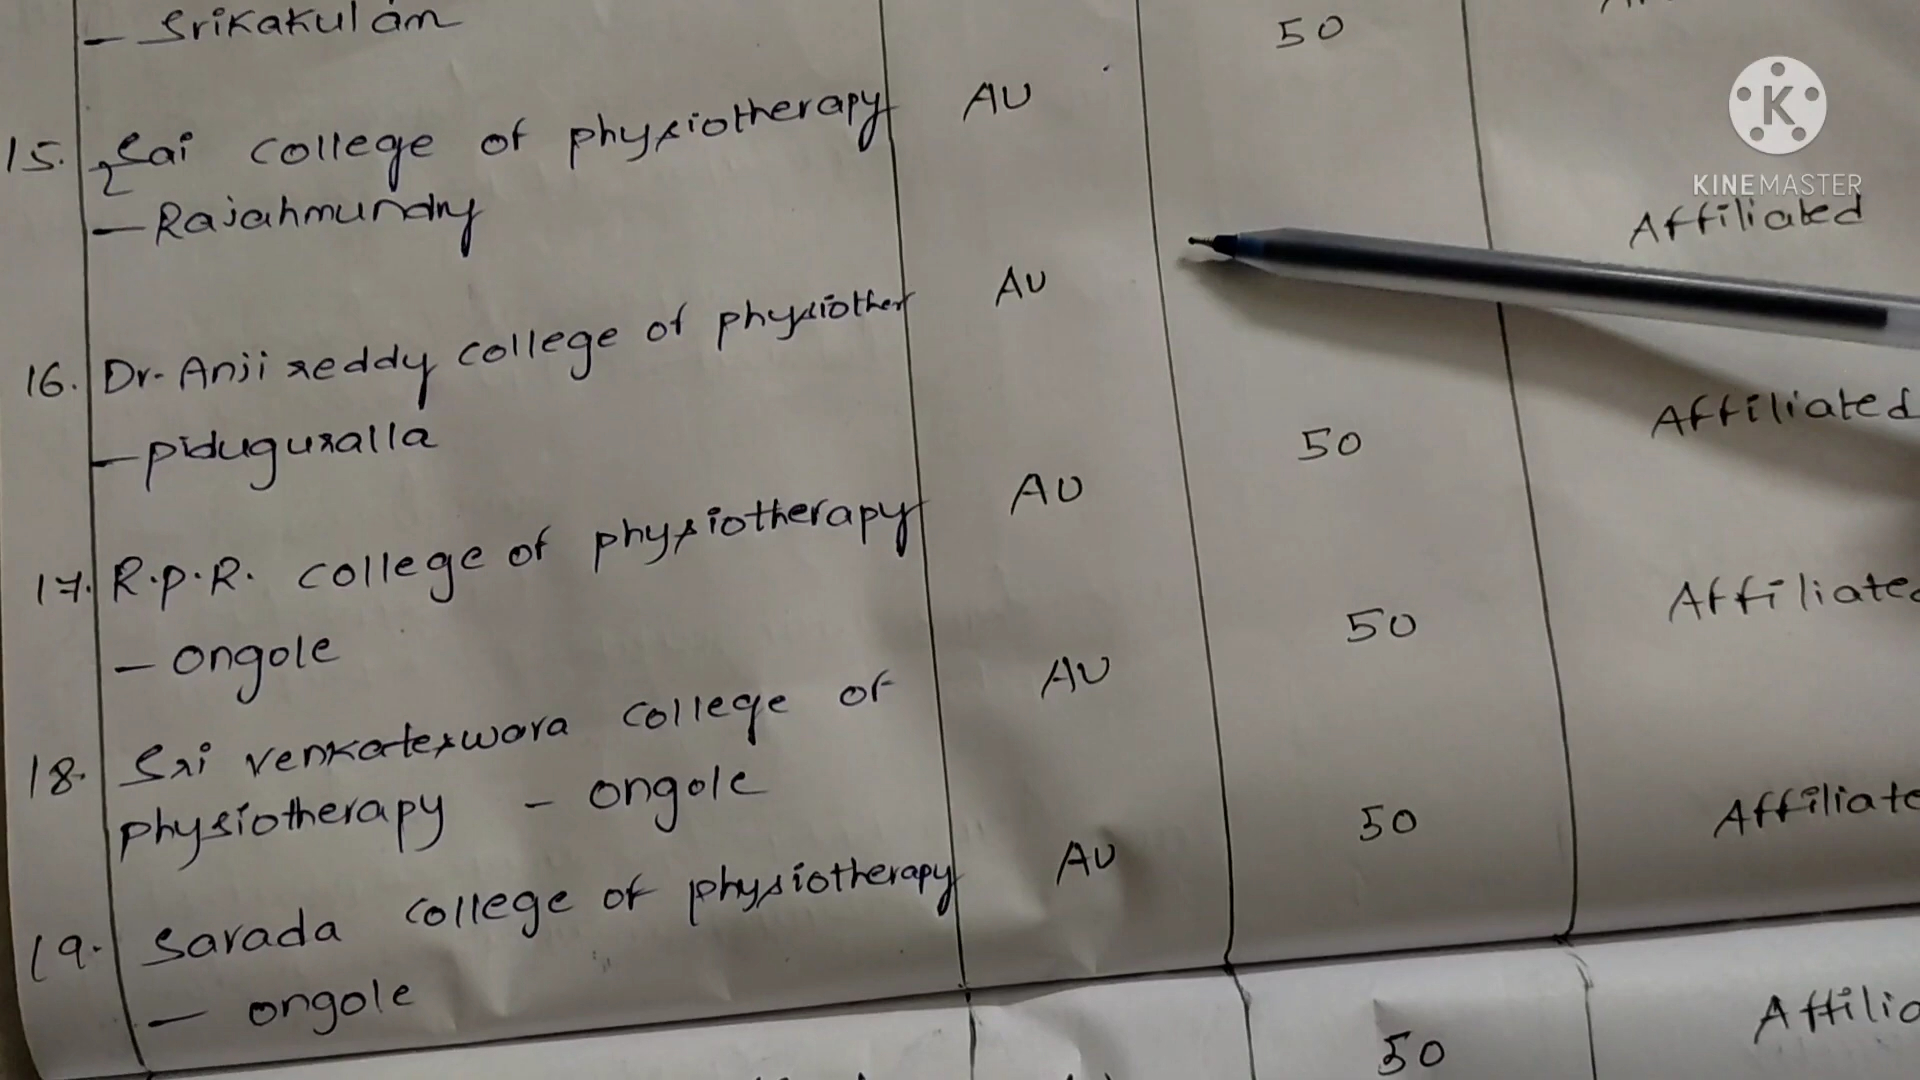 - Srikakulam
50
15. Sai college of physiotherapy AU
- Rajahmundry
Affiliated
16. Dr. Anji reddy college of physiother AU
- piduguralla
50
Affiliated
17. R.P.R. college of physiotherapy AU
- ongole
50
Affiliated
18. Sri venkateswara college of AU
physiotherapy - ongole
50
Affiliate
19. Sarada college of physiotherapy AU
- ongole
50
Affilia
K
KINEMASTER